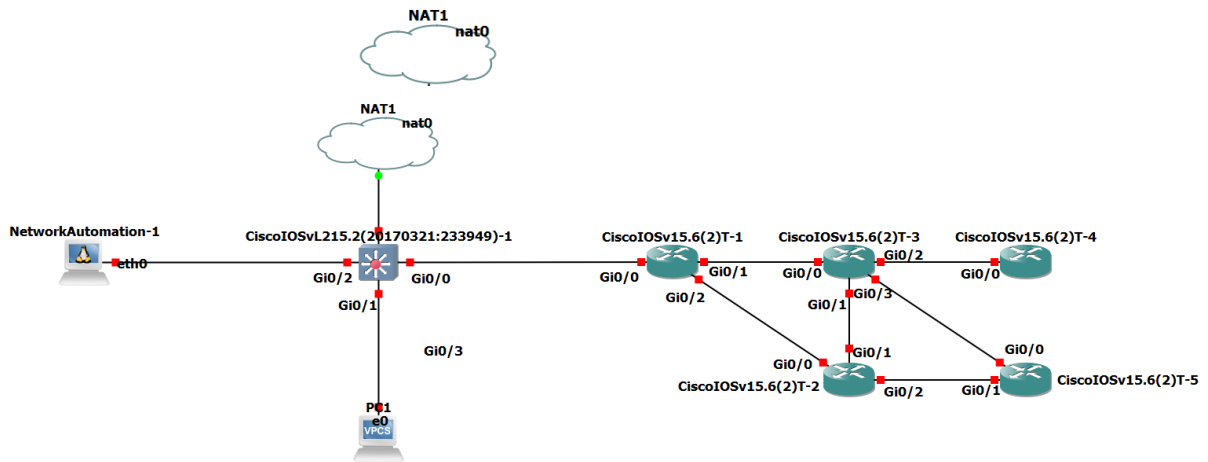 NAT1
nat0
NAT1
nat0
NetworkAutomation-1
eth0
CiscoIOSvL215.2(20170321:233949)-1
Gi0/2
Gi0/0
Gi0/1
Gi0/3
PC1
e0
VPCS
CiscoIOSv15.6(2)T-1
Gi0/0
Gi0/1
Gi0/2
CiscoIOSv15.6(2)T-3
Gi0/0
Gi0/2
Gi0/1
Gi0/3
CiscoIOSv15.6(2)T-4
Gi0/0
Gi0/0
Gi0/1
CiscoIOSv15.6(2)T-2
Gi0/2
Gi0/0
Gi0/1
CiscoIOSv15.6(2)T-5